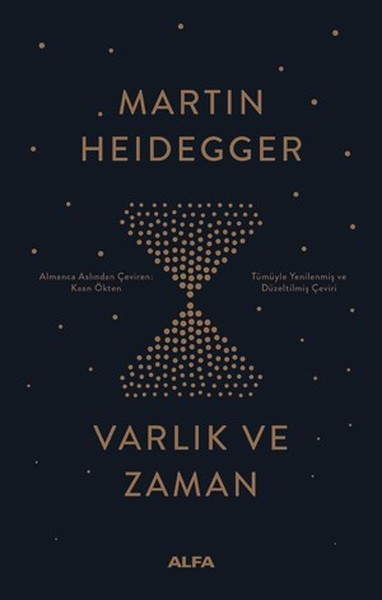 MARTIN
HEIDEGGER
Almanca Aslından Çeviren:
Kaan Ökten
Tümüyle Yenilenmiş ve
Düzeltilmiş Çeviri
VARLIK VE
ZAMAN
ALFA